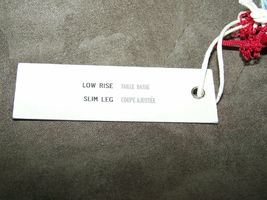 LOW RISE TAILLE BASSE
SLIM LEG COUPE AJUSTÉE